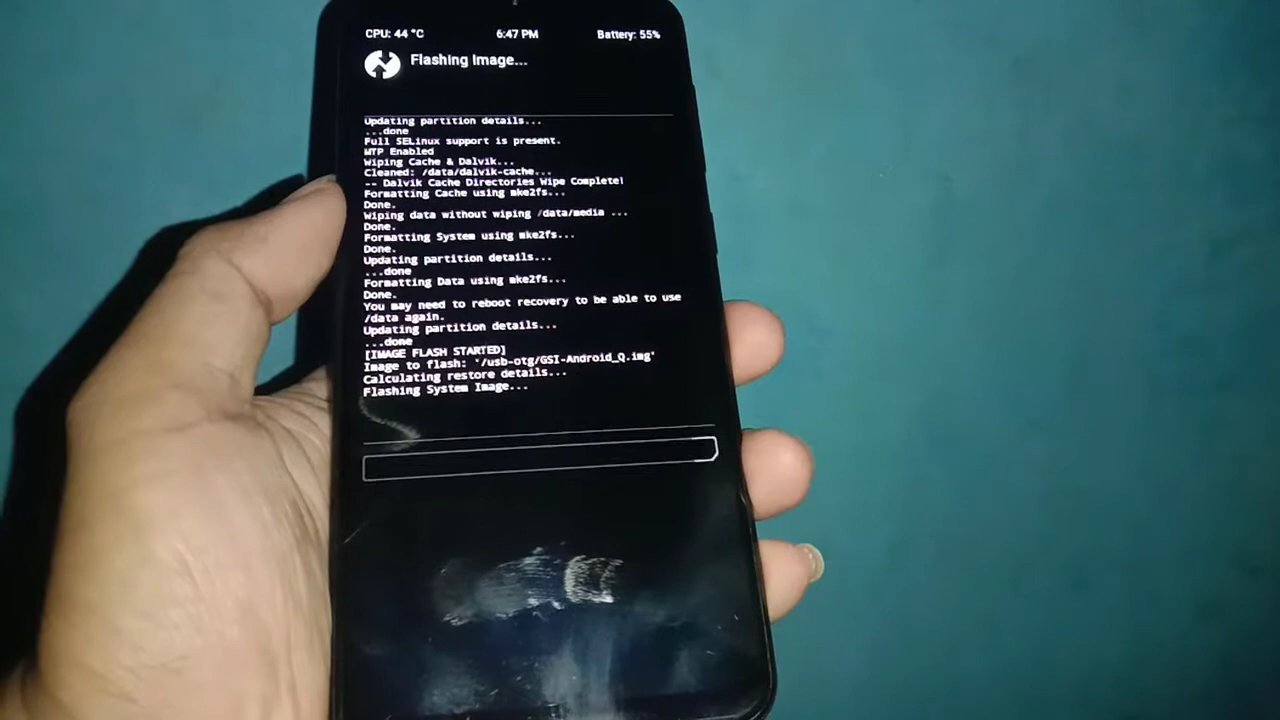 CPU: 44 °C 6:47 PM Battery: 55%
Flashing Image...
Updating partition details...
...done
Full SELinux support is present.
MTP Enabled
Wiping Cache & Dalvik...
Cleaned: /data/dalvik-cache...
-- Dalvik Cache Directories Wipe Complete!
Formatting Cache using mke2fs...
Done.
Wiping data without wiping /data/media ...
Done.
Formatting System using mke2fs...
Done.
Updating partition details...
...done
Formatting Data using mke2fs...
Done.
You may need to reboot recovery to be able to use
/data again.
Updating partition details...
...done
[IMAGE FLASH STARTED]
Image to flash: '/usb-otg/GSI-Android_Q.img'
Calculating restore details...
Flashing System Image...